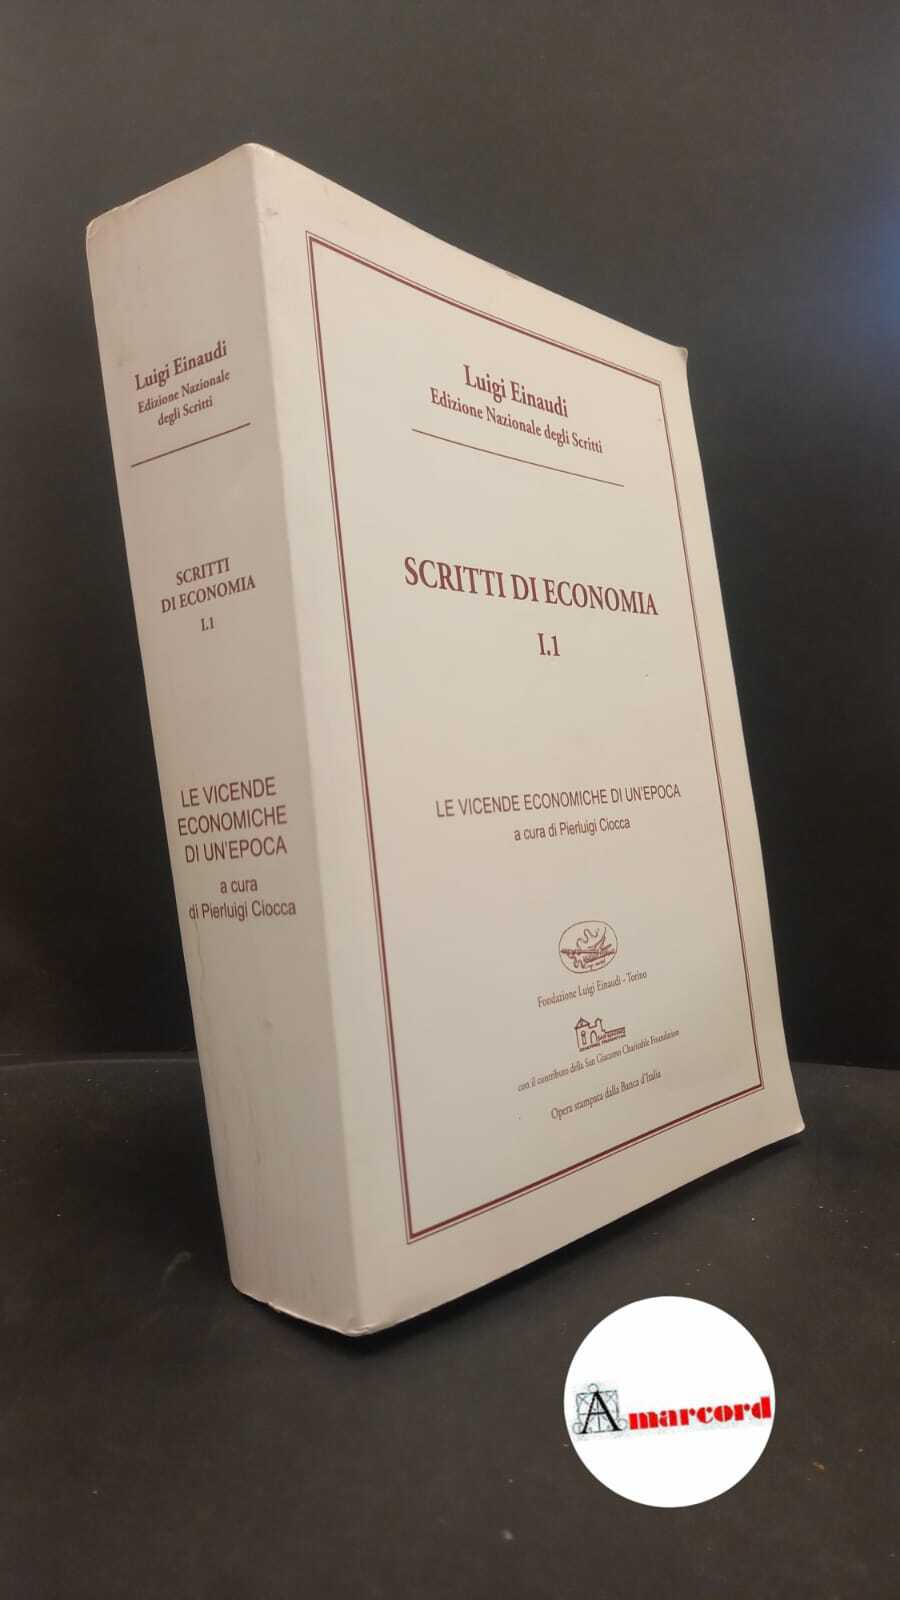 Luigi Einaudi
Edizione Nazionale
degli Scritti
SCRITTI
DI ECONOMIA
I.1
LE VICENDE
ECONOMICHE
DI UN'EPOCA
a cura
di Pierluigi Ciocca
Luigi Einaudi
Edizione Nazionale degli Scritti
SCRITTI DI ECONOMIA
I.1
LE VICENDE ECONOMICHE DI UN'EPOCA
a cura di Pierluigi Ciocca
Fondazione Luigi Einaudi - Torino
con il contributo della San Giacomo Charitable Foundation
Opera stampata dalla Banca d'Italia
Amarcord